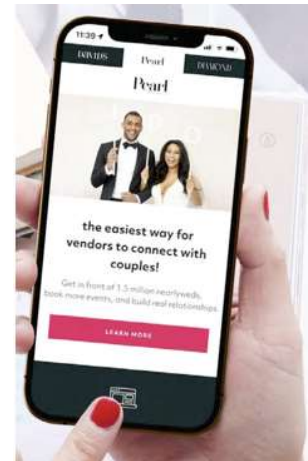 11:39
DAVIDS
Pearl
DIAMOND
Pearl
the easiest way for
vendors to connect with
couples!
Get in front of 1.5 million nearlyweds,
book more events, and build real relationships.
LEARN MORE